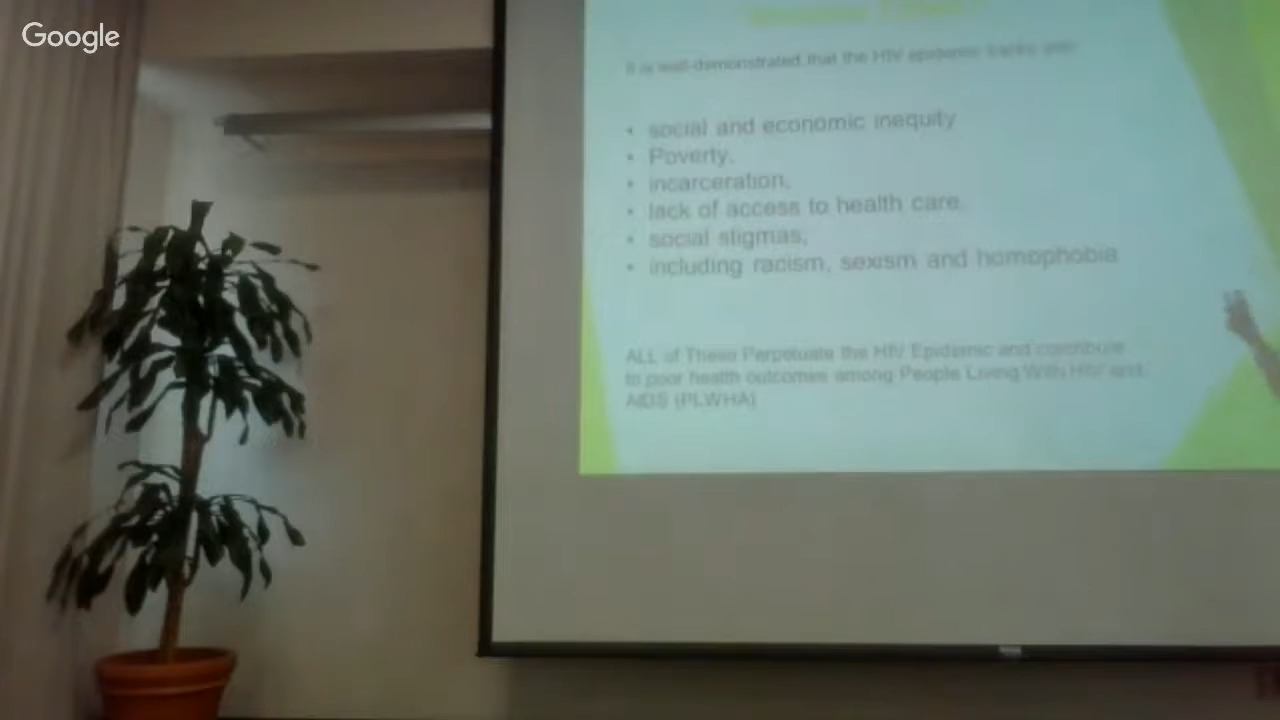 Google
It is well-demonstrated that the HIV epidemic tracks with
• social and economic inequity
• Poverty,
• incarceration,
• lack of access to health care,
• social stigmas,
• including racism, sexism and homophobia
ALL of These Perpetuate the HIV Epidemic and contribute
to poor health outcomes among People Living With HIV and
AIDS (PLWHA)